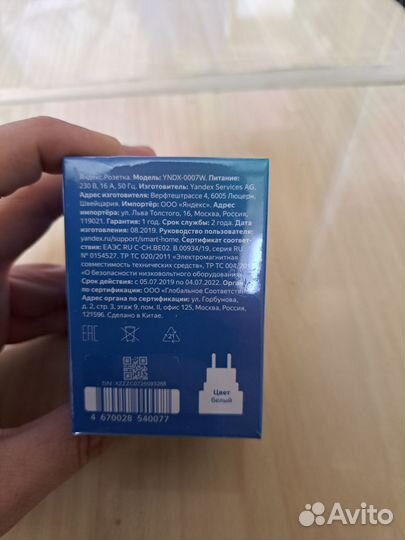 Яндекс.Розетка. Модель: YNDX-0007W. Питание:
230 В, 16 А, 50 Гц. Изготовитель: Yandex Services AG.
Адрес изготовителя: Верфтештрассе 4, 6005 Люцерн,
Швейцария. Импортёр: ООО «Яндекс». Адрес
импортёра: ул. Льва Толстого, 16, Москва, Россия,
119021. Гарантия: 1 год. Срок службы: 2 года. Дата
изготовления: 08.2019. Руководство пользователя:
yandex.ru/support/smart-home. Сертификат соответ-
ствия: ЕАЭС RU C-CH.BE02.B.00934/19, серия RU
№ 0154527. ТР ТС 020/2011 «Электромагнитная
совместимость технических средств», ТР ТС 004/20
«О безопасности низковольтного оборудования
Срок действия: с 05.07.2019 по 04.07.2022. Орган
по сертификации: ООО «Глобальное Соответствие
Адрес органа по сертификации: ул. Горбунова,
д. 2, стр. 3, этаж 9, пом. II, офис 125, Москва, Россия,
121596. Сделано в Китае.
EAC
21
Цвет
белый
4 670028 540077
Avito